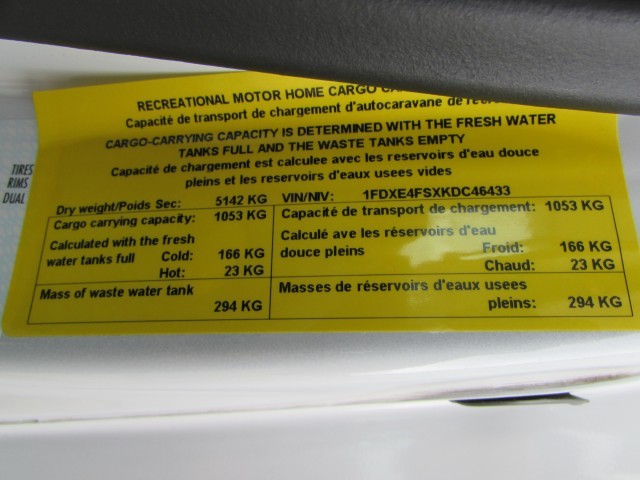 RECREATIONAL MOTOR HOME CARGO
Capacité de transport de chargement d'autocaravane de
CARGO-CARRYING CAPACITY IS DETERMINED WITH THE FRESH WATER
TANKS FULL AND THE WASTE TANKS EMPTY
Capacité de chargement est calculee avec les reservoirs d'eau douce
pleins et les reservoirs d'eaux usees vides
TIRES
RIMS
DUAL
Dry weight/Poids Sec: 5142 KG VIN/NIV: 1FDXE4FSXKDC46433
Cargo carrying capacity: 1053 KG
Calculated with the fresh
water tanks full Cold: 166 KG
Hot: 23 KG
Mass of waste water tank
294 KG
Capacité de transport de chargement: 1053 KG
Calculé ave les réservoirs d'eau
douce pleins Froid: 166 KG
Chaud: 23 KG
Masses de réservoirs d'eaux usees
pleins: 294 KG